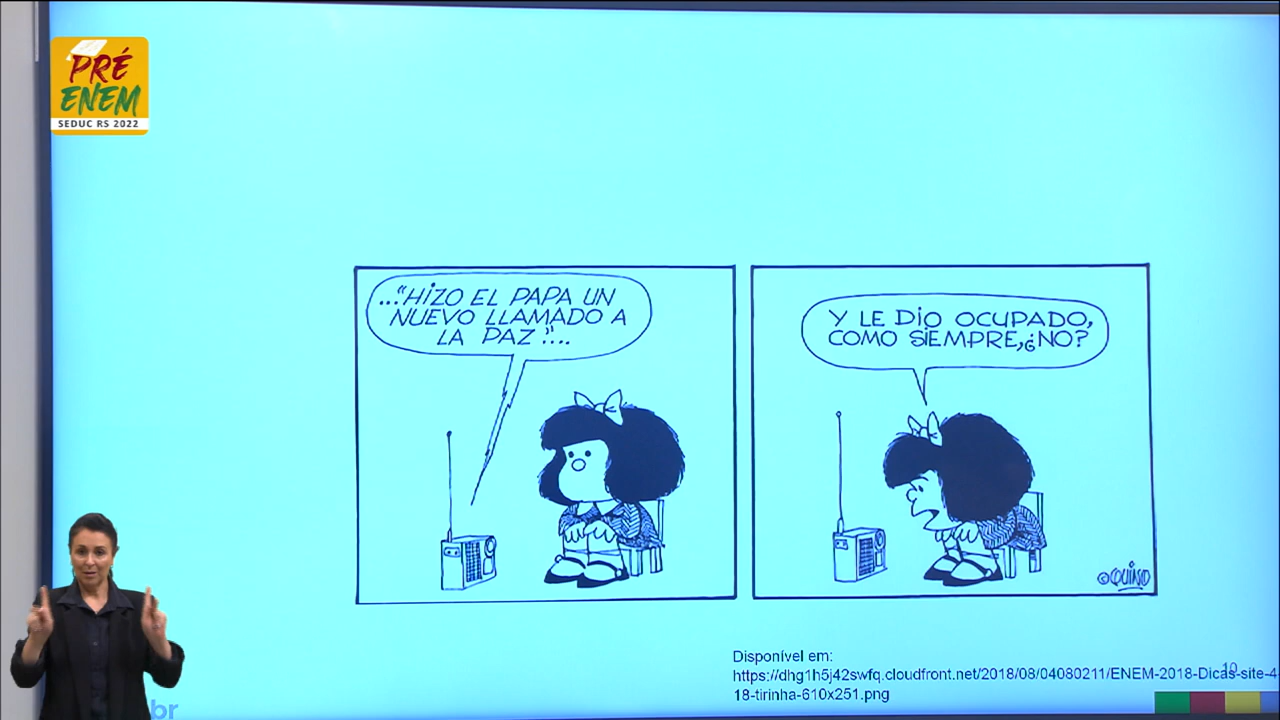 PRÉ
ENEM
SEDUC RS 2022
..."HIZO EL PAPA UN
NUEVO LLAMADO A
LA PAZ"...
Y LE DIO OCUPADO,
COMO SIEMPRE,¿NO?
©QUINO
Disponível em:
https://dhg1h5j42swfq.cloudfront.net/2018/08/04080211/ENEM-2018-Dicas-site-4
18-tirinha-610x251.png
10
br